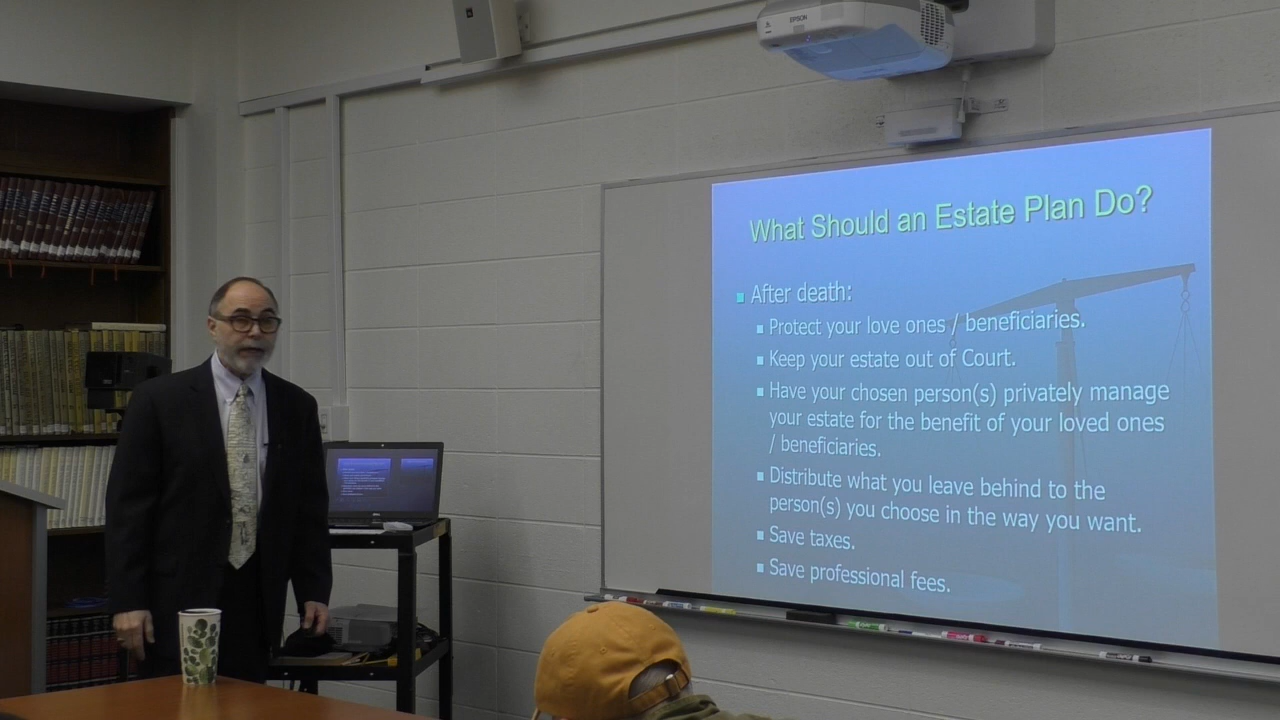 EPSON
What Should an Estate Plan Do?
After death:
Protect your love ones / beneficiaries.
Keep your estate out of Court.
Have your chosen person(s) privately manage
your estate for the benefit of your loved ones
/ beneficiaries.
Distribute what you leave behind to the
person(s) you choose in the way you want.
Save taxes.
Save professional fees.